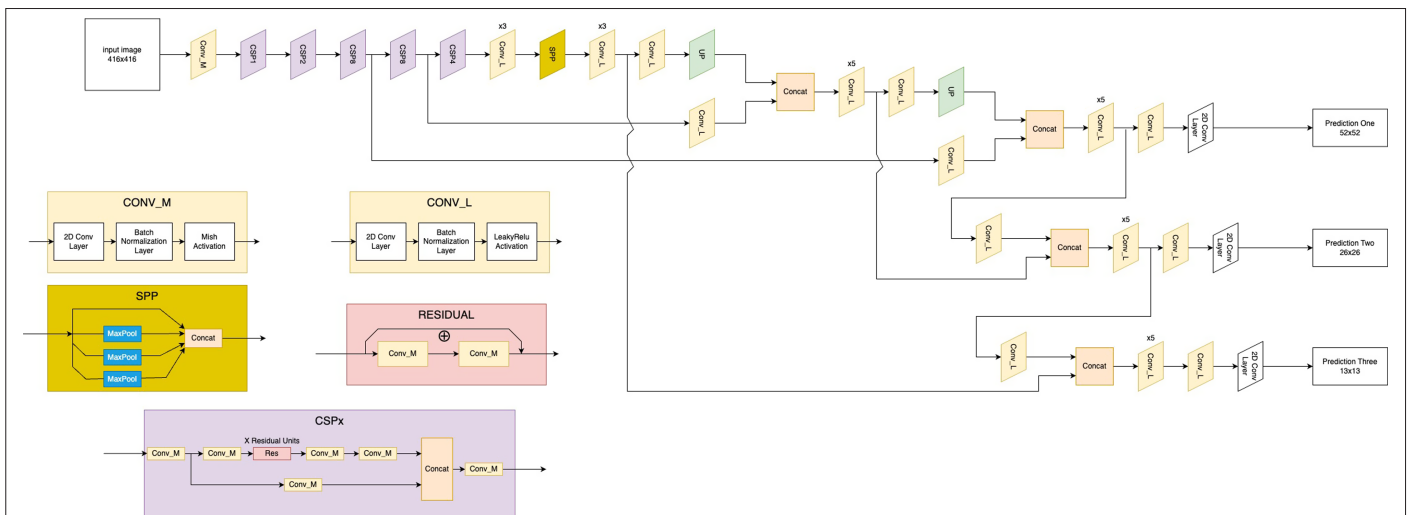 input image
416x416
Conv_M
CSP1
CSP2
CSP8
CSP8
CSP4
x3
Conv_L
SPP
x3
Conv_L
Conv_L
UP
Conv_L
Concat
x5
Conv_L
Conv_L
UP
Conv_L
Concat
x5
Conv_L
Conv_L
2D Conv
Layer
Prediction One
52x52
Conv_L
Concat
x5
Conv_L
Conv_L
2D Conv
Layer
Prediction Two
26x26
Conv_L
Concat
x5
Conv_L
Conv_L
2D Conv
Layer
Prediction Three
13x13
CONV_M
2D Conv
Layer
Batch
Normalization
Layer
Mish
Activation
CONV_L
2D Conv
Layer
Batch
Normalization
Layer
LeakyRelu
Activation
SPP
MaxPool
MaxPool
MaxPool
Concat
RESIDUAL
Conv_M
Conv_M
CSPx
X Residual Units
Conv_M
Conv_M
Res
Conv_M
Conv_M
Conv_M
Concat
Conv_M